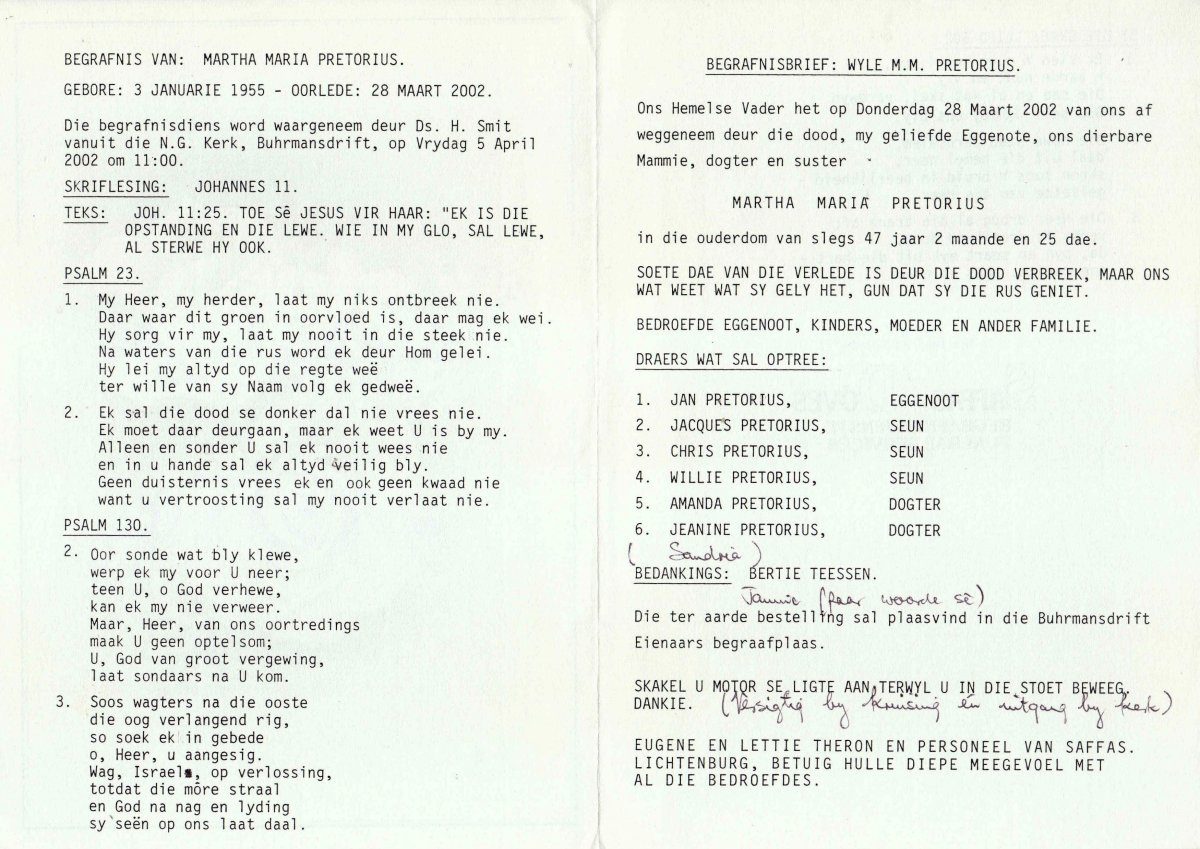 BEGRAFNIS VAN: MARTHA MARIA PRETORIUS.
GEBORE: 3 JANUARIE 1955 - OORLEDE: 28 MAART 2002.
Die begrafnisdiens word waargeneem deur Ds. H. Smit
vanuit die N.G. Kerk, Buhrmansdrift, op Vrydag 5 April
2002 om 11:00.
SKRIFLESING: JOHANNES 11.
TEKS: JOH. 11:25. TOE Sê JESUS VIR HAAR: "EK IS DIE
OPSTANDING EN DIE LEWE. WIE IN MY GLO, SAL LEWE,
AL STERWE HY OOK.
PSALM 23.
1. My Heer, my herder, laat my niks ontbreek nie.
Daar waar dit groen in oorvloed is, daar mag ek wei.
Hy sorg vir my, laat my nooit in die steek nie.
Na waters van die rus word ek deur Hom gelei.
Hy lei my altyd op die regte weë
ter wille van sy Naam volg ek gedweë.
2. Ek sal die dood se donker dal nie vrees nie.
Ek moet daar deurgaan, maar ek weet U is by my.
Alleen en sonder U sal ek nooit wees nie
en in u hande sal ek altyd veilig bly.
Geen duisternis vrees ek en ook geen kwaad nie
want u vertroosting sal my nooit verlaat nie.
PSALM 130.
2. Oor sonde wat bly klewe,
werp ek my voor U neer;
teen U, o God verhewe,
kan ek my nie verweer.
Maar, Heer, van ons oortredings
maak U geen optelsom;
U, God van groot vergewing,
laat sondaars na U kom.
3. Soos wagters na die ooste
die oog verlangend rig,
so soek ek in gebede
o, Heer, u aangesig.
Wag, Israel, op verlossing,
totdat die môre straal
en God na nag en lyding
sy seën op ons laat daal.
BEGRAFNISBRIEF: WYLE M.M. PRETORIUS.
Ons Hemelse Vader het op Donderdag 28 Maart 2002 van ons af
weggeneem deur die dood, my geliefde Eggenote, ons dierbare
Mammie, dogter en suster
MARTHA MARIA PRETORIUS
in die ouderdom van slegs 47 jaar 2 maande en 25 dae.
SOETE DAE VAN DIE VERLEDE IS DEUR DIE DOOD VERBREEK, MAAR ONS
WAT WEET WAT SY GELY HET, GUN DAT SY DIE RUS GENIET.
BEDROEFDE EGGENOOT, KINDERS, MOEDER EN ANDER FAMILIE.
DRAERS WAT SAL OPTREE:
1. JAN PRETORIUS, EGGENOOT
2. JACQUES PRETORIUS, SEUN
3. CHRIS PRETORIUS, SEUN
4. WILLIE PRETORIUS, SEUN
5. AMANDA PRETORIUS, DOGTER
6. JEANINE PRETORIUS, DOGTER
( Sandria )
BEDANKINGS: BERTIE TEESSEN.
Jannie (paar woorde sê)
Die ter aarde bestelling sal plaasvind in die Buhrmansdrift
Eienaars begraafplaas.
SKAKEL U MOTOR SE LIGTE AAN TERWYL U IN DIE STOET BEWEEG.
DANKIE. (Versigtig by kruising én uitgang by kerk)
EUGENE EN LETTIE THERON EN PERSONEEL VAN SAFFAS.
LICHTENBURG, BETUIG HULLE DIEPE MEEGEVOEL MET
AL DIE BEDROEFDES.